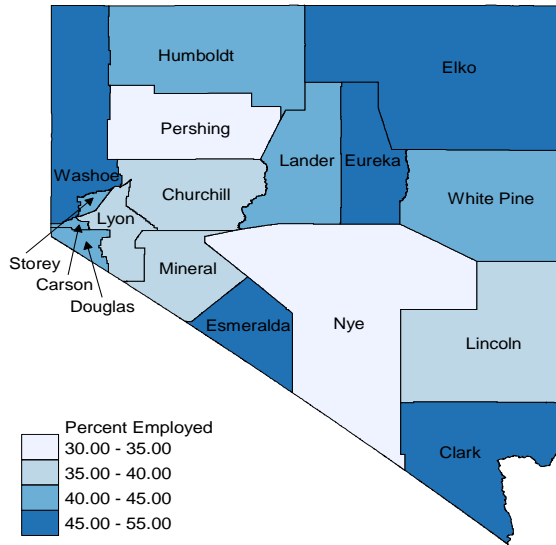 Humboldt
Elko
Pershing
Lander
Eureka
Washoe
Churchill
White Pine
Lyon
Storey
Carson
Douglas
Mineral
Esmeralda
Nye
Lincoln
Clark
Percent Employed
30.00 - 35.00
35.00 - 40.00
40.00 - 45.00
45.00 - 55.00